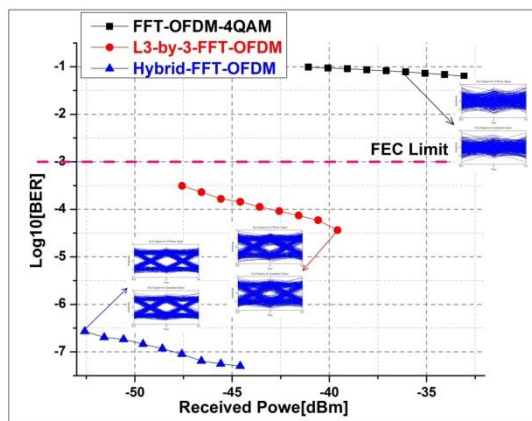 FFT-OFDM-4QAM
L3-by-3-FFT-OFDM
Hybrid-FFT-OFDM
-1
-2
FEC Limit
-3
-4
-5
-6
-7
Log10[BER]
-50
-45
-40
-35
Received Powe[dBm]